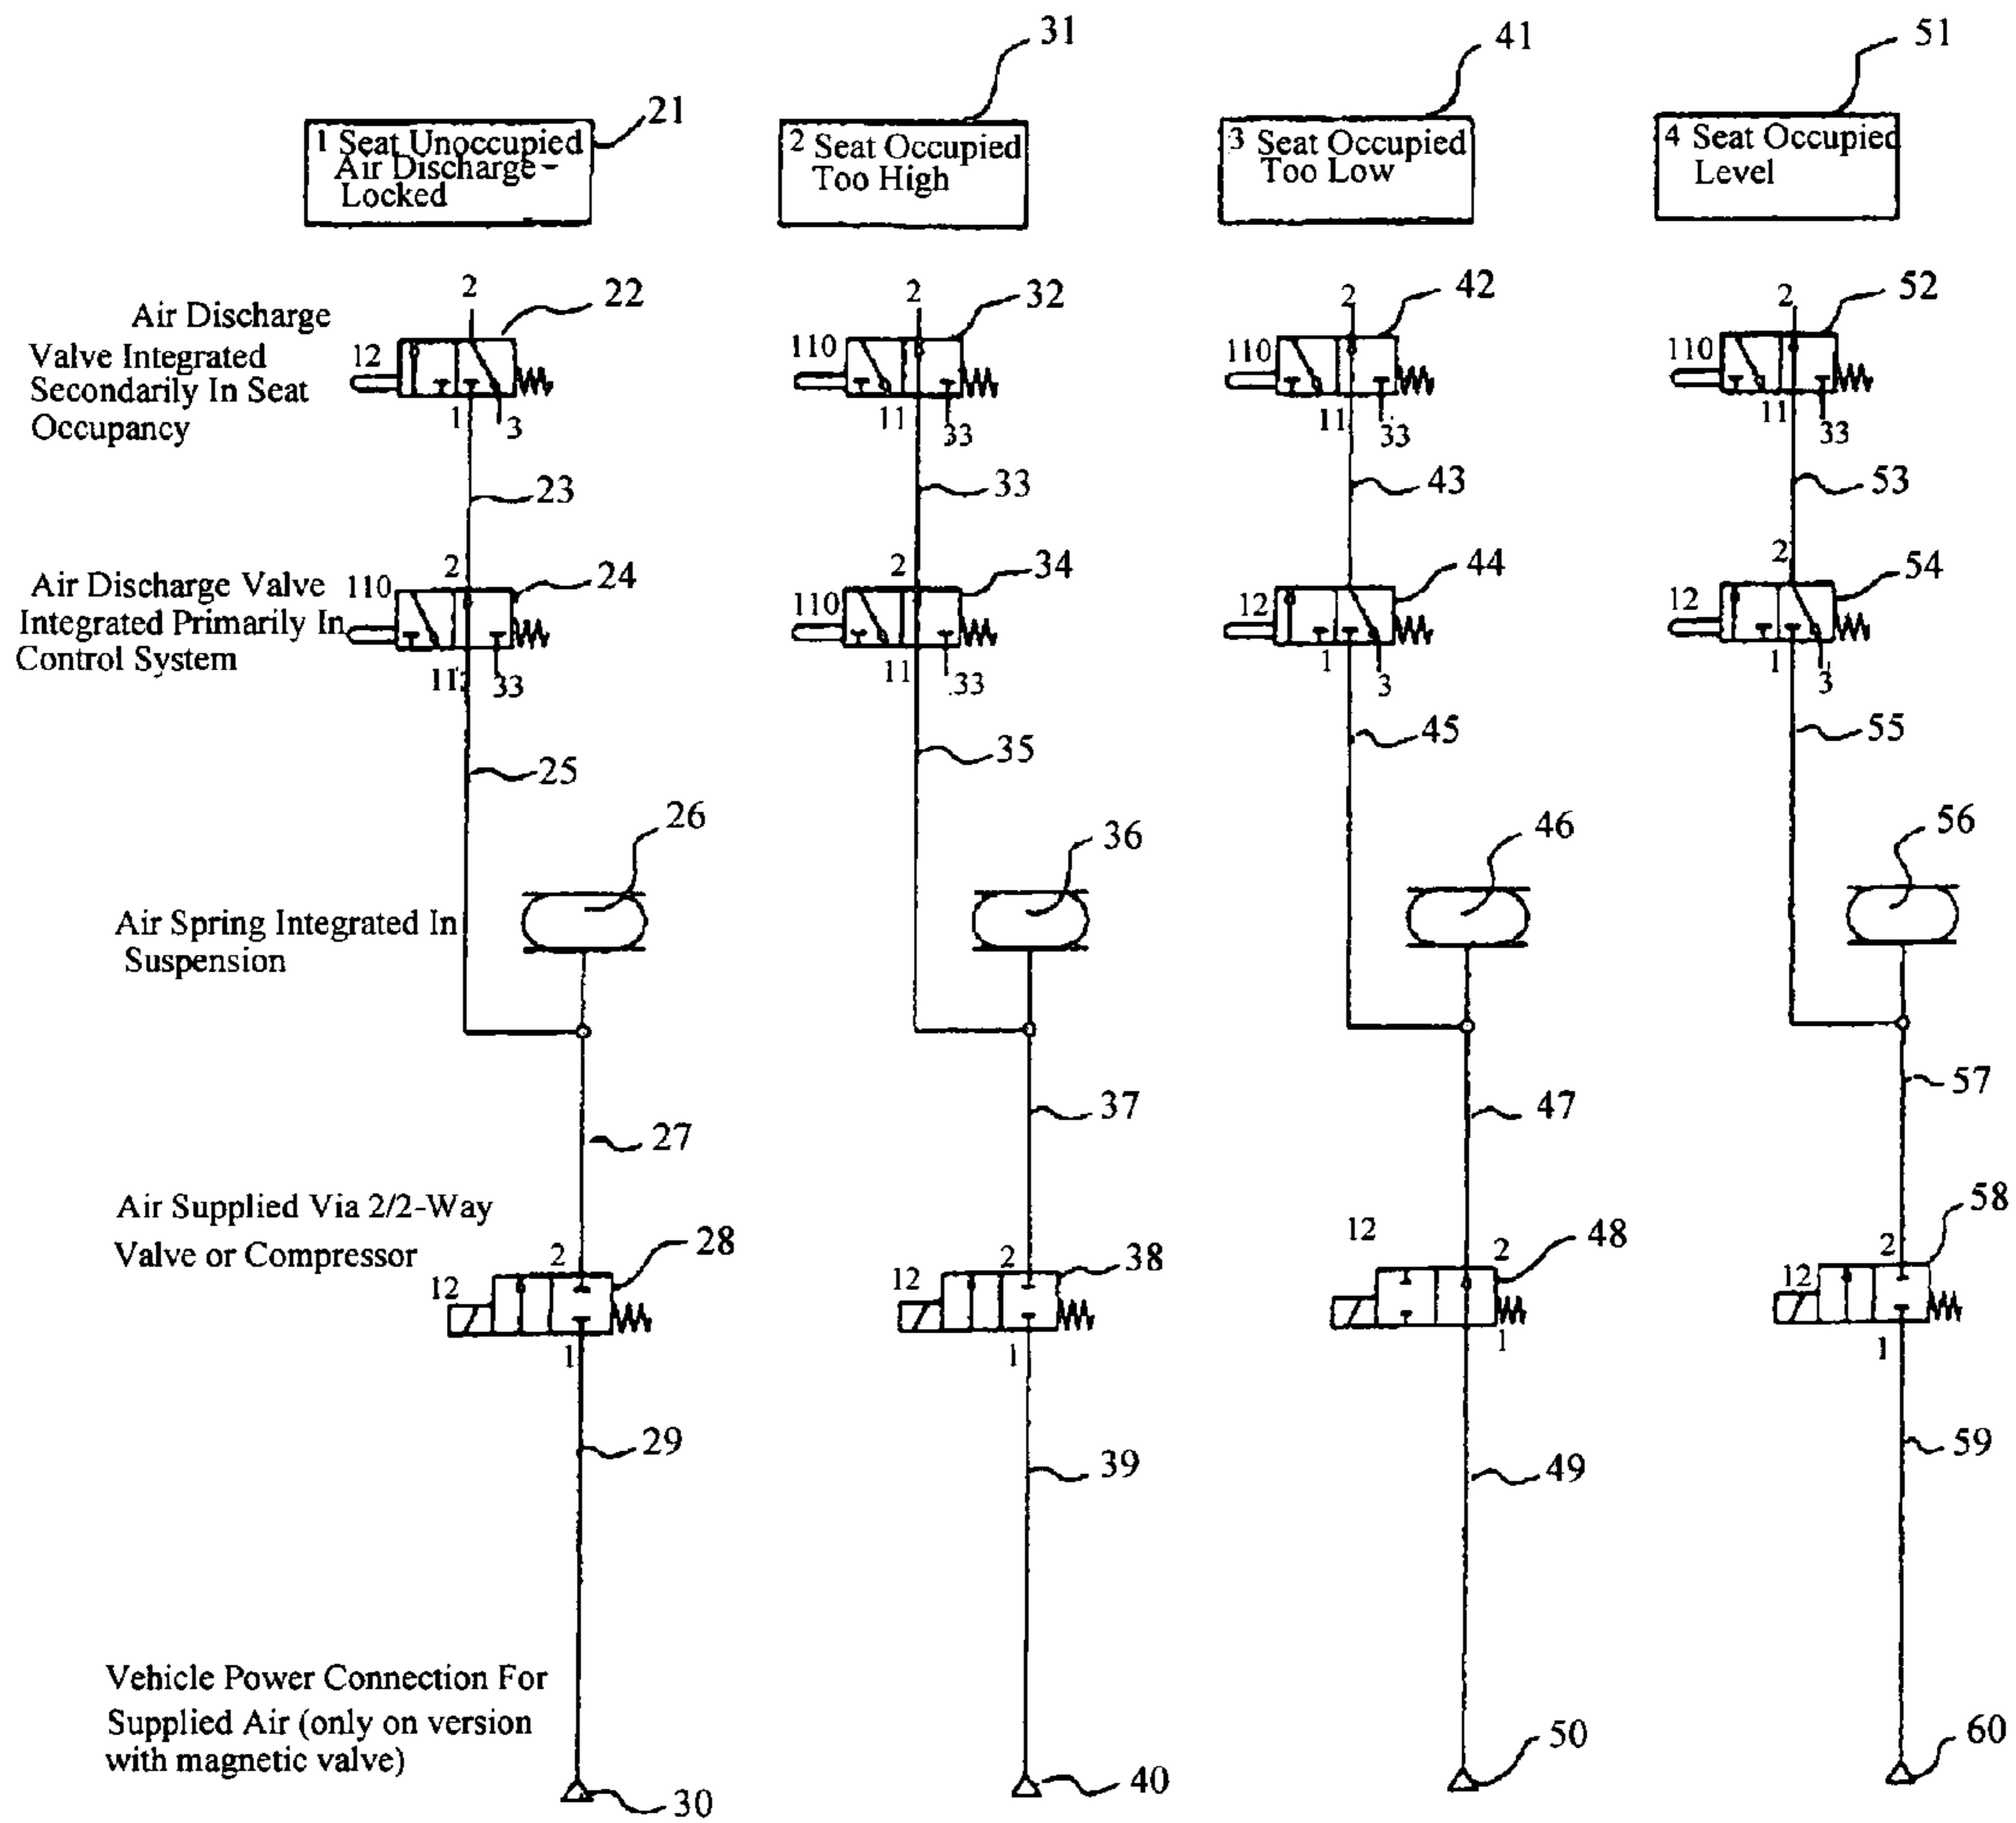 31
41
51
21
1 Seat Unoccupied
Air Discharge -
Locked
2 Seat Occupied
Too High
3 Seat Occupied
Too Low
4 Seat Occupied
Level
Air Discharge
Valve Integrated
Secondarily In Seat
Occupancy
2 22
12
1 3
2 32
110
11 33
2 42
110
11 33
2 52
110
11 33
23
33
43
53
Air Discharge Valve
Integrated Primarily In
Control System
110 2 24
11 33
110 2 34
11 33
12 44
1 3
2 54
12
1 3
25
35
45
55
26
36
46
56
Air Spring Integrated In
Suspension
27
37
47
57
Air Supplied Via 2/2-Way
Valve or Compressor
12 2 28
1
12 2 38
1
12 2 48
1
12 2 58
1
29
39
49
59
Vehicle Power Connection For
Supplied Air (only on version
with magnetic valve)
30
40
50
60